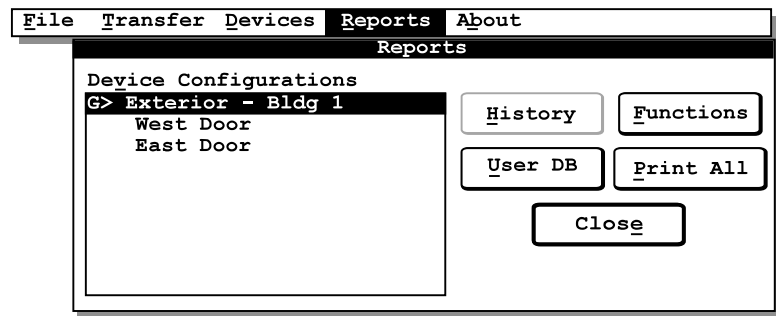 File Transfer Devices Reports About
Reports
Device Configurations
G> Exterior - Bldg 1
West Door
East Door
History
Functions
User DB
Print All
Close